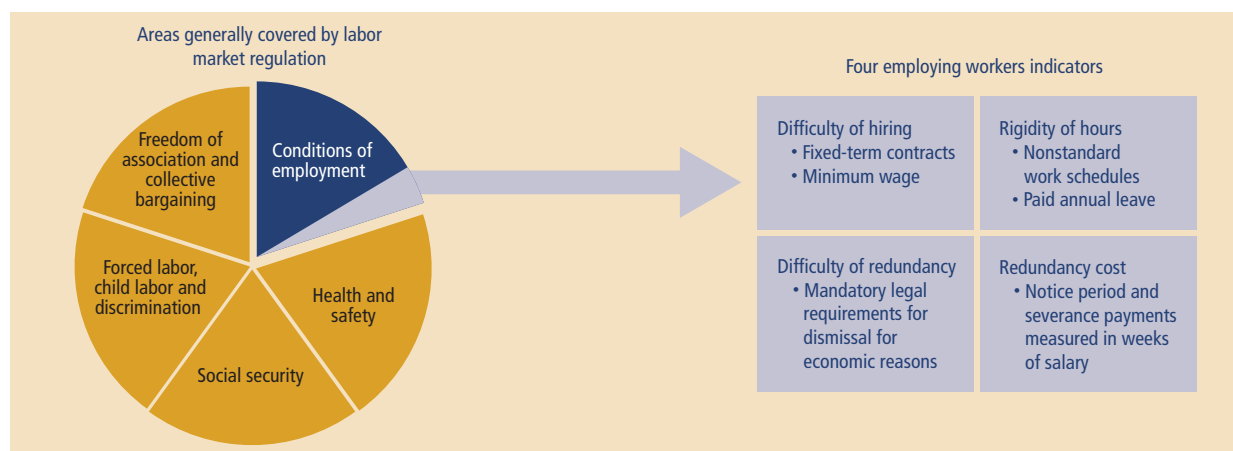 Areas generally covered by labor
market regulation
Freedom of
association and
collective
bargaining
Conditions of
employment
Forced labor,
child labor and
discrimination
Health and
safety
Social security
Four employing workers indicators
Difficulty of hiring
• Fixed-term contracts
• Minimum wage
Rigidity of hours
• Nonstandard
work schedules
• Paid annual leave
Difficulty of redundancy
• Mandatory legal
requirements for
dismissal for
economic reasons
Redundancy cost
• Notice period and
severance payments
measured in weeks
of salary